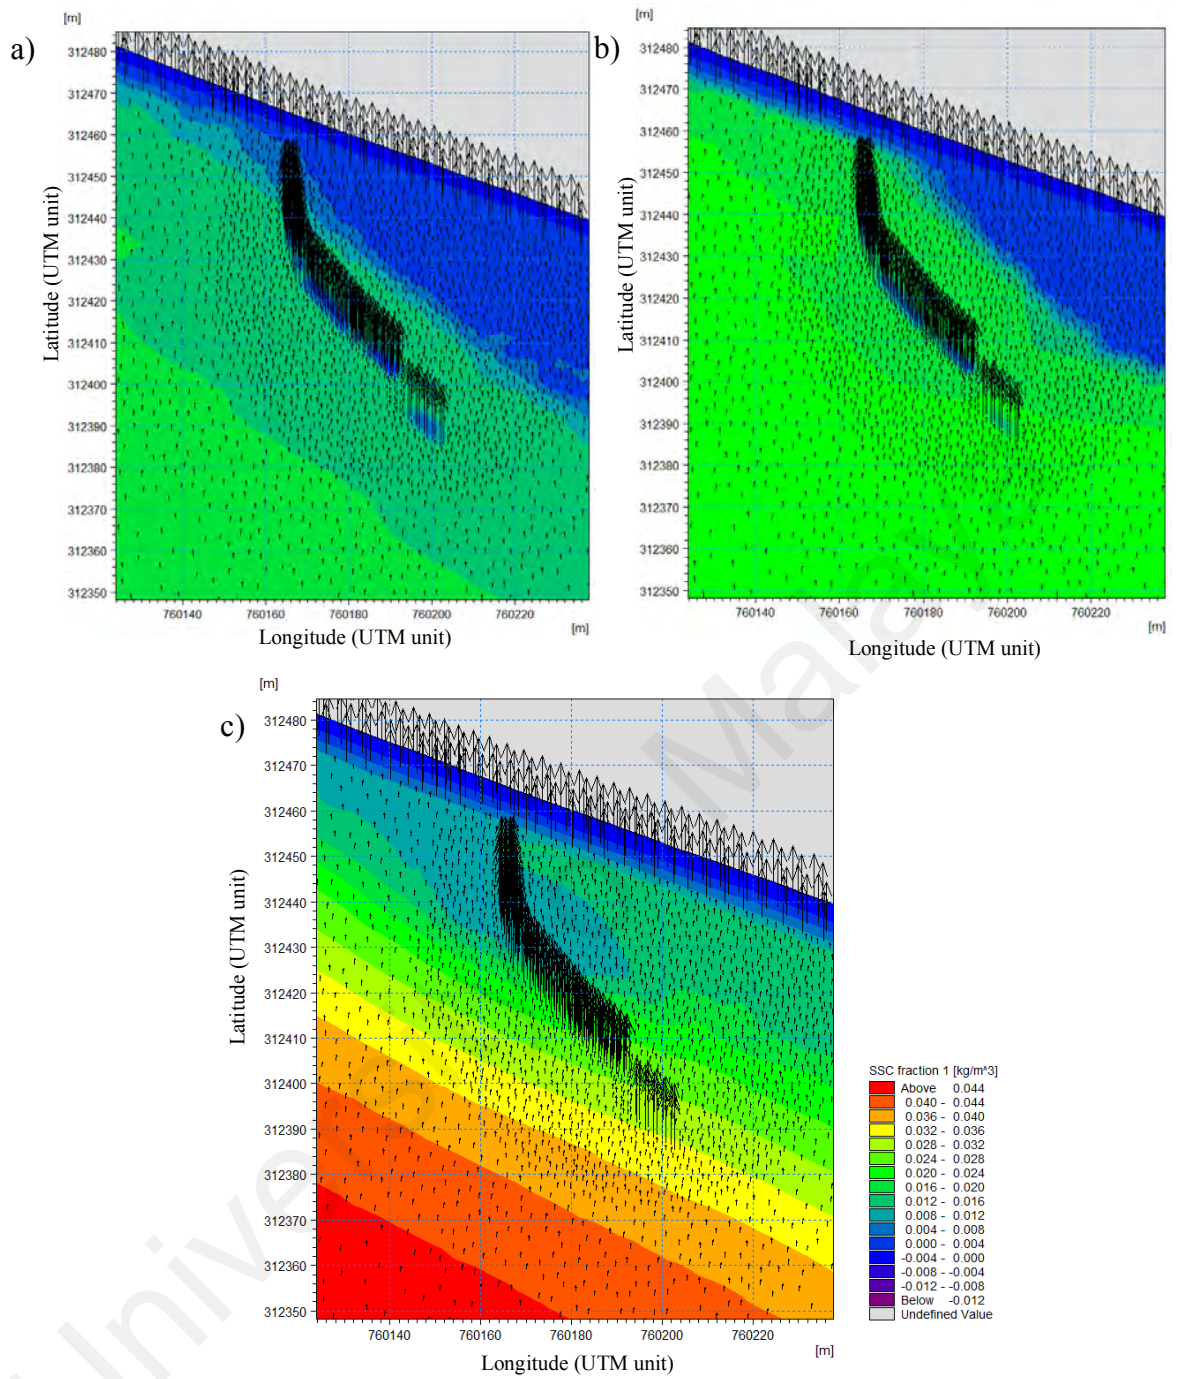 [m]
a)
312480
312470
312460
312450
312440
312430
312420
312410
312400
312390
312380
312370
312360
312350
Latitude (UTM unit)
760140 760160 760180 760200 760220
[m]
Longitude (UTM unit)
[m]
b)
312480
312470
312460
312450
312440
312430
312420
312410
312400
312390
312380
312370
312360
312350
Latitude (UTM unit)
760140 760160 760180 760200 760220
[m]
Longitude (UTM unit)
[m]
c)
312480
312470
312460
312450
312440
312430
312420
312410
312400
312390
312380
312370
312360
312350
Latitude (UTM unit)
760140 760160 760180 760200 760220
[m]
Longitude (UTM unit)
SSC fraction 1 [kg/m^3]
Above 0.044
0.040 - 0.044
0.036 - 0.040
0.032 - 0.036
0.028 - 0.032
0.024 - 0.028
0.020 - 0.024
0.016 - 0.020
0.012 - 0.016
0.008 - 0.012
0.004 - 0.008
0.000 - 0.004
-0.004 - 0.000
-0.008 - -0.004
-0.012 - -0.008
Below -0.012
Undefined Value